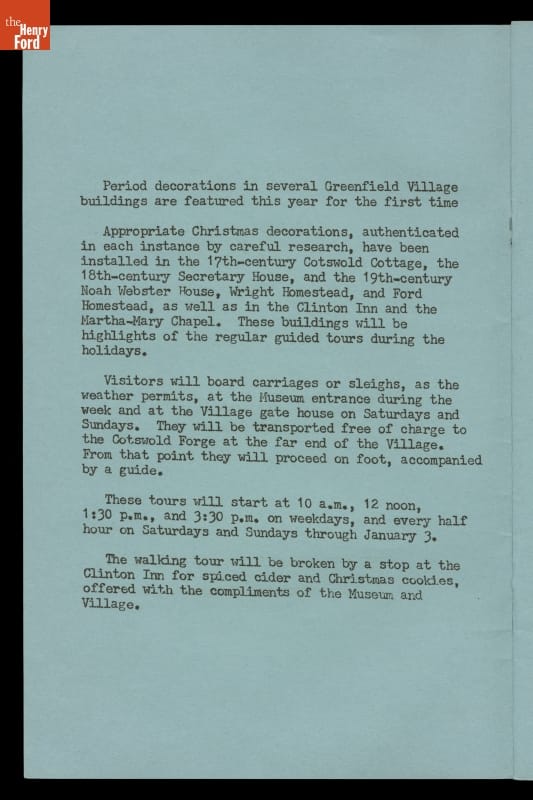 the
Henry
Ford
Period decorations in several Greenfield Village
buildings are featured this year for the first time
Appropriate Christmas decorations, authenticated
in each instance by careful research, have been
installed in the 17th-century Cotswold Cottage, the
18th-century Secretary House, and the 19th-century
Noah Webster House, Wright Homestead, and Ford
Homestead, as well as in the Clinton Inn and the
Martha-Mary Chapel. These buildings will be
highlights of the regular guided tours during the
holidays.
Visitors will board carriages or sleighs, as the
weather permits, at the Museum entrance during the
week and at the Village gate house on Saturdays and
Sundays. They will be transported free of charge to
the Cotswold Forge at the far end of the Village.
From that point they will proceed on foot, accompanied
by a guide.
These tours will start at 10 a.m., 12 noon,
1:30 p.m., and 3:30 p.m. on weekdays, and every half
hour on Saturdays and Sundays through January 3.
The walking tour will be broken by a stop at the
Clinton Inn for spiced cider and Christmas cookies,
offered with the compliments of the Museum and
Village.